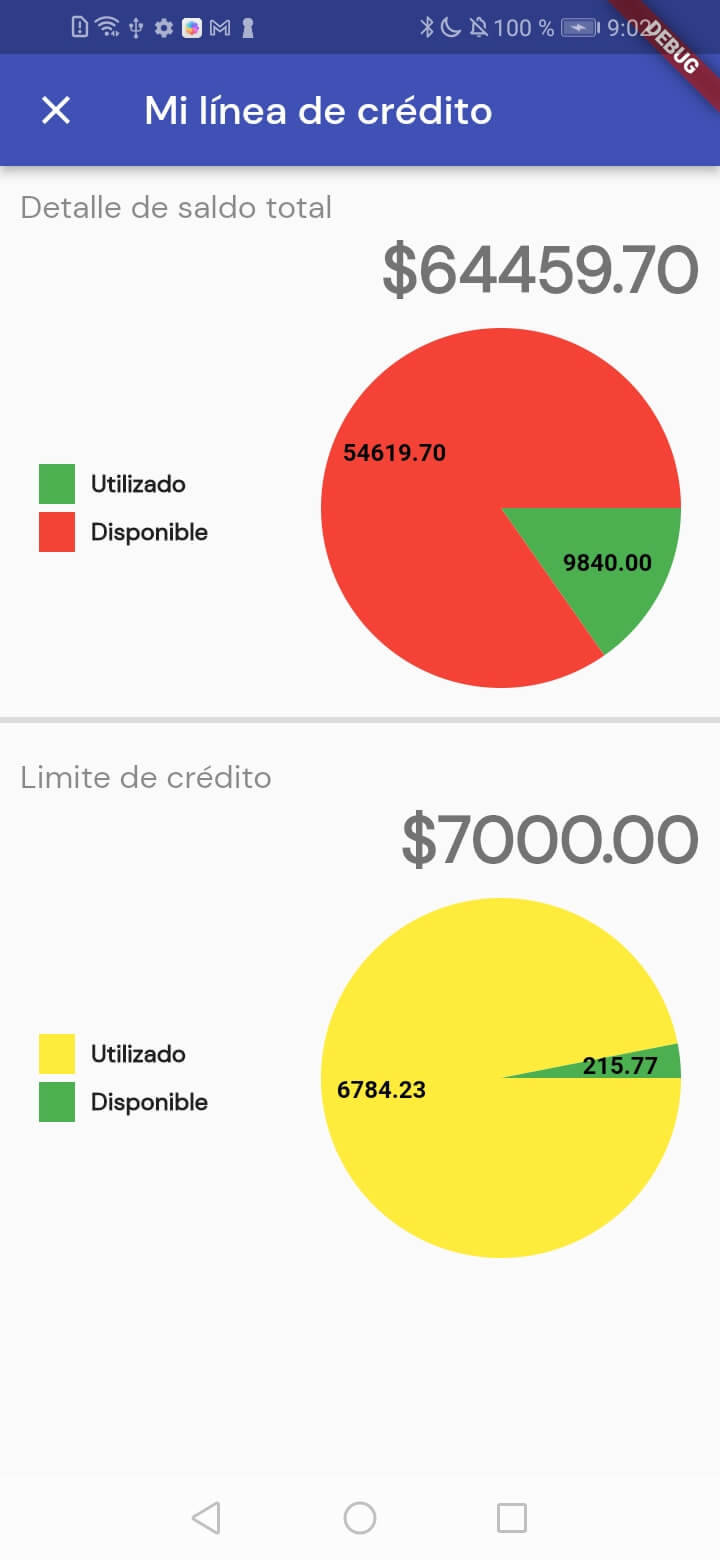 100 % 9:02
DEBUG
Mi línea de crédito
Detalle de saldo total
$64459.70
54619.70
Utilizado
Disponible
9840.00
Limite de crédito
$7000.00
Utilizado
Disponible
215.77
6784.23